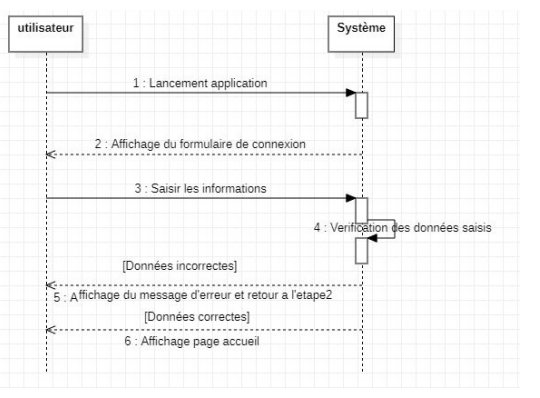 utilisateur
Système
1 : Lancement application
2 : Affichage du formulaire de connexion
3 : Saisir les informations
4 : Verification des données saisis
[Données incorrectes]
5 : Affichage du message d'erreur et retour a l'etape2
[Données correctes]
6 : Affichage page accueil